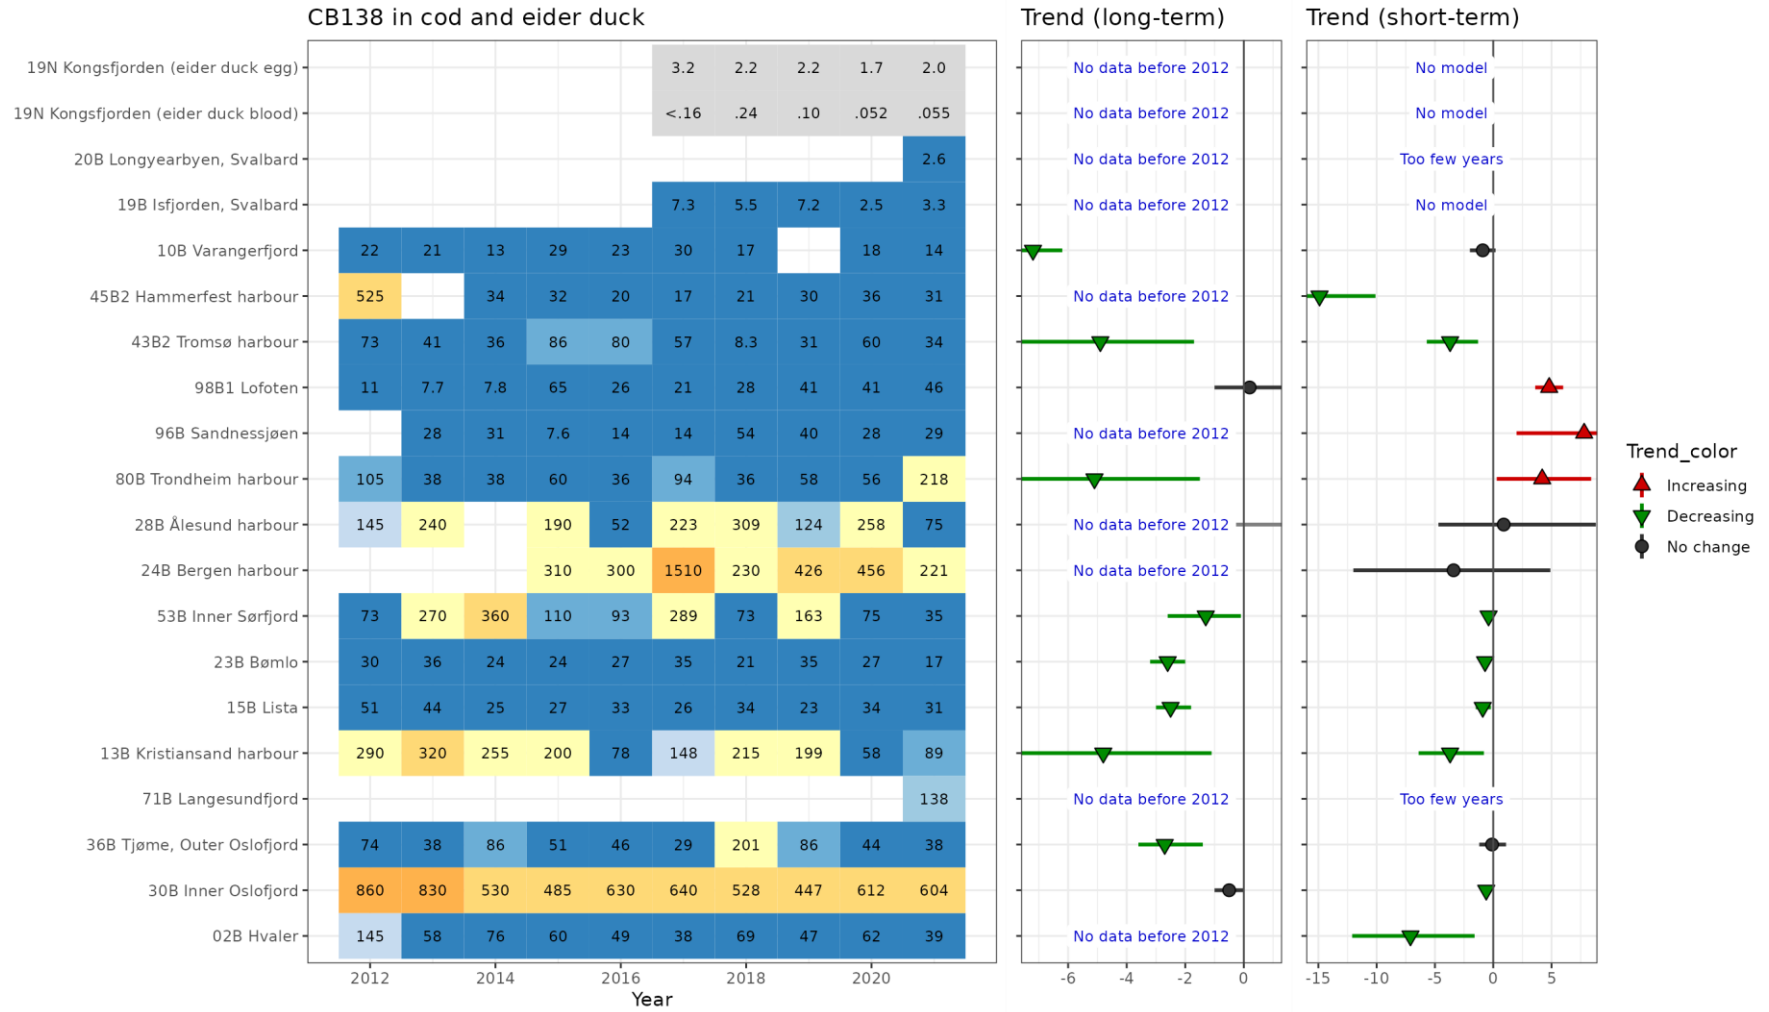 CB138 in cod and eider duck Trend (long-term) Trend (short-term)
19N Kongsfjorden (eider duck egg) 3.2 2.2 2.2 1.7 2.0 No data before 2012 No model
19N Kongsfjorden (eider duck blood) <.16 .24 .10 .052 .055 No data before 2012 No model
20B Longyearbyen, Svalbard 2.6 No data before 2012 Too few years
19B Isfjorden, Svalbard 7.3 5.5 7.2 2.5 3.3 No data before 2012 No model
10B Varangerfjord 22 21 13 29 23 30 17 18 14
45B2 Hammerfest harbour 525 34 32 20 17 21 30 36 31 No data before 2012
43B2 Tromsø harbour 73 41 36 86 80 57 8.3 31 60 34
98B1 Lofoten 11 7.7 7.8 65 26 21 28 41 41 46
96B Sandnessjøen 28 31 7.6 14 14 54 40 28 29 No data before 2012
80B Trondheim harbour 105 38 38 60 36 94 36 58 56 218
28B Ålesund harbour 145 240 190 52 223 309 124 258 75 No data before 2012
24B Bergen harbour 310 300 1510 230 426 456 221 No data before 2012
53B Inner Sørfjord 73 270 360 110 93 289 73 163 75 35
23B Bømlo 30 36 24 24 27 35 21 35 27 17
15B Lista 51 44 25 27 33 26 34 23 34 31
13B Kristiansand harbour 290 320 255 200 78 148 215 199 58 89
71B Langesundfjord 138 No data before 2012 Too few years
36B Tjøme, Outer Oslofjord 74 38 86 51 46 29 201 86 44 38
30B Inner Oslofjord 860 830 530 485 630 640 528 447 612 604
02B Hvaler 145 58 76 60 49 38 69 47 62 39 No data before 2012
2012 2014 2016 2018 2020 -6 -4 -2 0 -15 -10 -5 0 5
Year
Trend_color
Increasing
Decreasing
No change